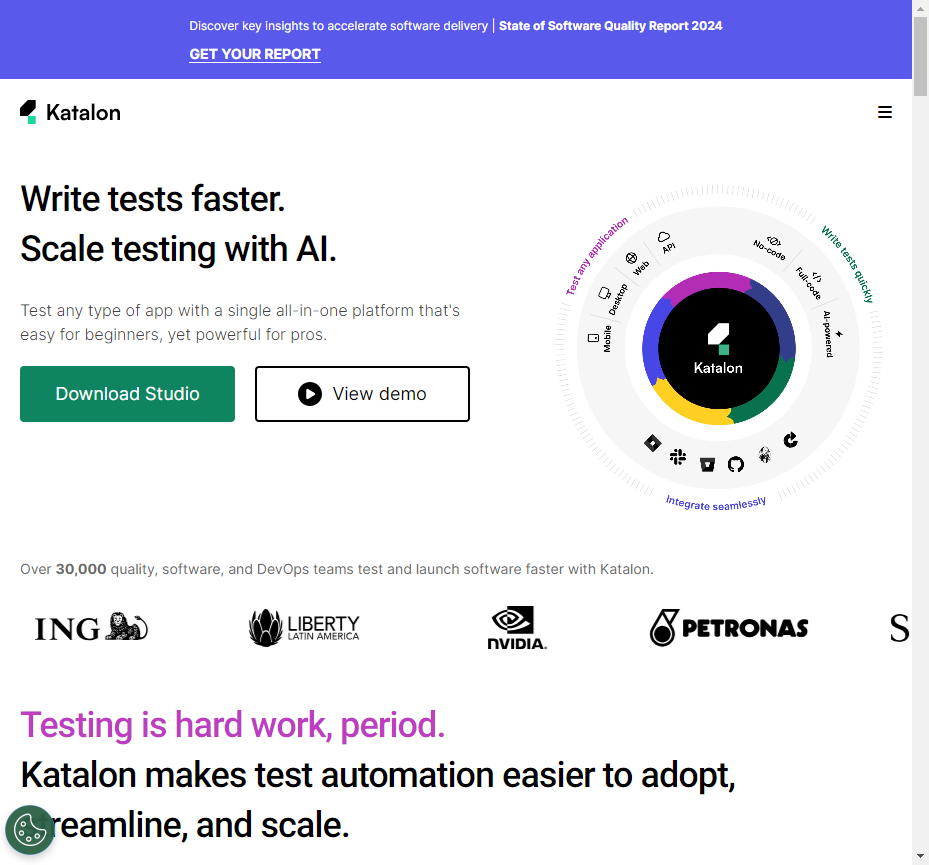 Discover key insights to accelerate software delivery | State of Software Quality Report 2024
GET YOUR REPORT
Katalon
Write tests faster.
Scale testing with AI.
Test any type of app with a single all-in-one platform that's
easy for beginners, yet powerful for pros.
Download Studio
View demo
Test any application
Mobile
Desktop
Web
API
Write tests quickly
No-code
Full-code
AI-powered
Katalon
Integrate seamlessly
Over 30,000 quality, software, and DevOps teams test and launch software faster with Katalon.
ING
LIBERTY
LATIN AMERICA
NVIDIA.
PETRONAS
S
Testing is hard work, period.
Katalon makes test automation easier to adopt,
streamline, and scale.